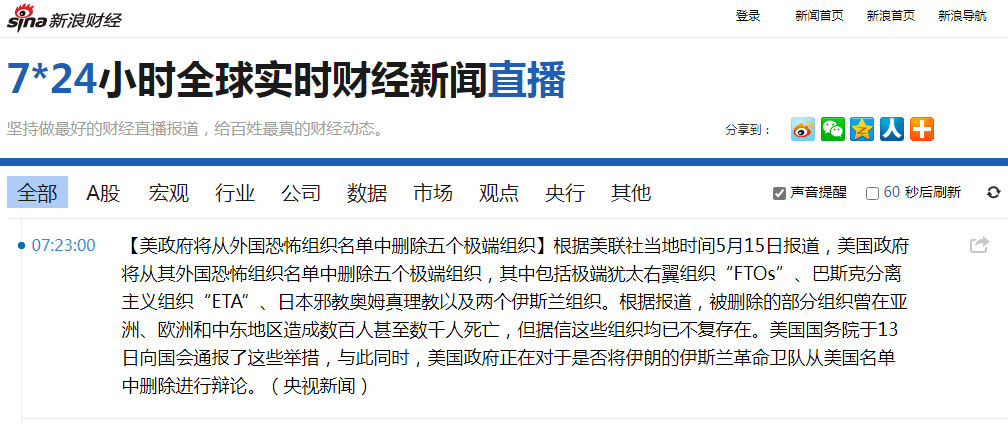 sina 新浪财经
登录 新闻首页 新浪首页 新浪导航
7*24小时全球实时财经新闻直播
坚持做最好的财经直播报道，给百姓最真的财经动态。
分享到：
全部 A股 宏观 行业 公司 数据 市场 观点 央行 其他 声音提醒 60 秒后刷新
07:23:00 【美政府将从外国恐怖组织名单中删除五个极端组织】根据美联社当地时间5月15日报道，美国政府
将从其外国恐怖组织名单中删除五个极端组织，其中包括极端犹太右翼组织“FTOs”、巴斯克分离
主义组织“ETA”、日本邪教奥姆真理教以及两个伊斯兰组织。根据报道，被删除的部分组织曾在亚
洲、欧洲和中东地区造成数百人甚至数千人死亡，但据信这些组织均已不复存在。美国国务院于13
日向国会通报了这些举措，与此同时，美国政府正在对于是否将伊朗的伊斯兰革命卫队从美国名单
中删除进行辩论。（央视新闻）